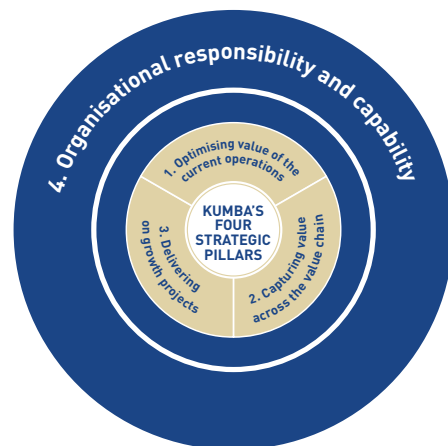 4. Organisational responsibility and capability
1. Optimising value of the
current operations
KUMBA'S
FOUR
STRATEGIC
PILLARS
2. Capturing value
across the value chain
3. Delivering
on growth projects